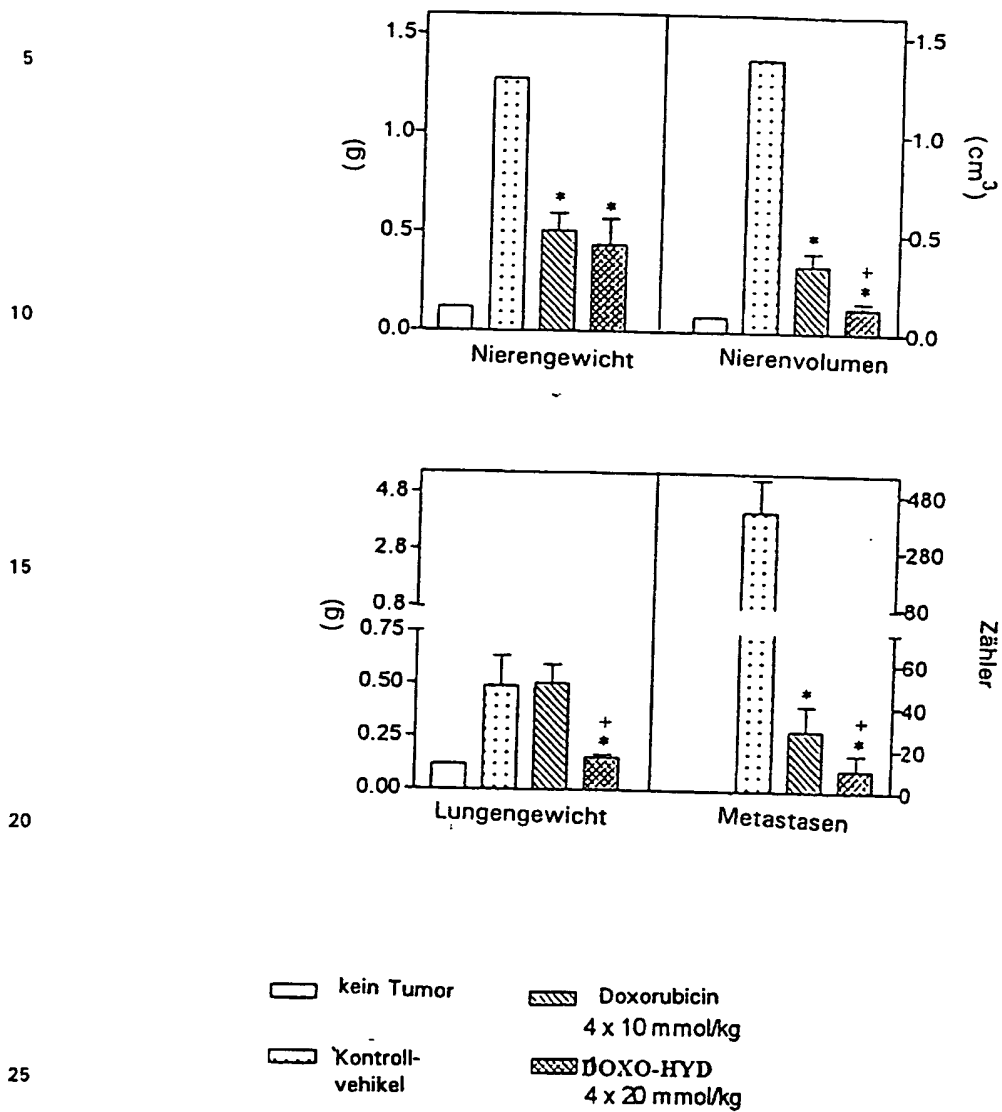 5
10
15
20
25
1.5
1.0
0.5
0.0
(g)
1.5
1.0
0.5
0.0
(cm³)
* *
*
+
*
Nierengewicht
Nierenvolumen
4.8
2.8
0.8
0.75
0.50
0.25
0.00
(g)
480
280
80
60
40
20
0
Zähler
+
*
*
+
*
Lungengewicht
Metastasen
kein Tumor
Kontroll-
vehikel
Doxorubicin
4 x 10 mmol/kg
DOXO-HYD
4 x 20 mmol/kg